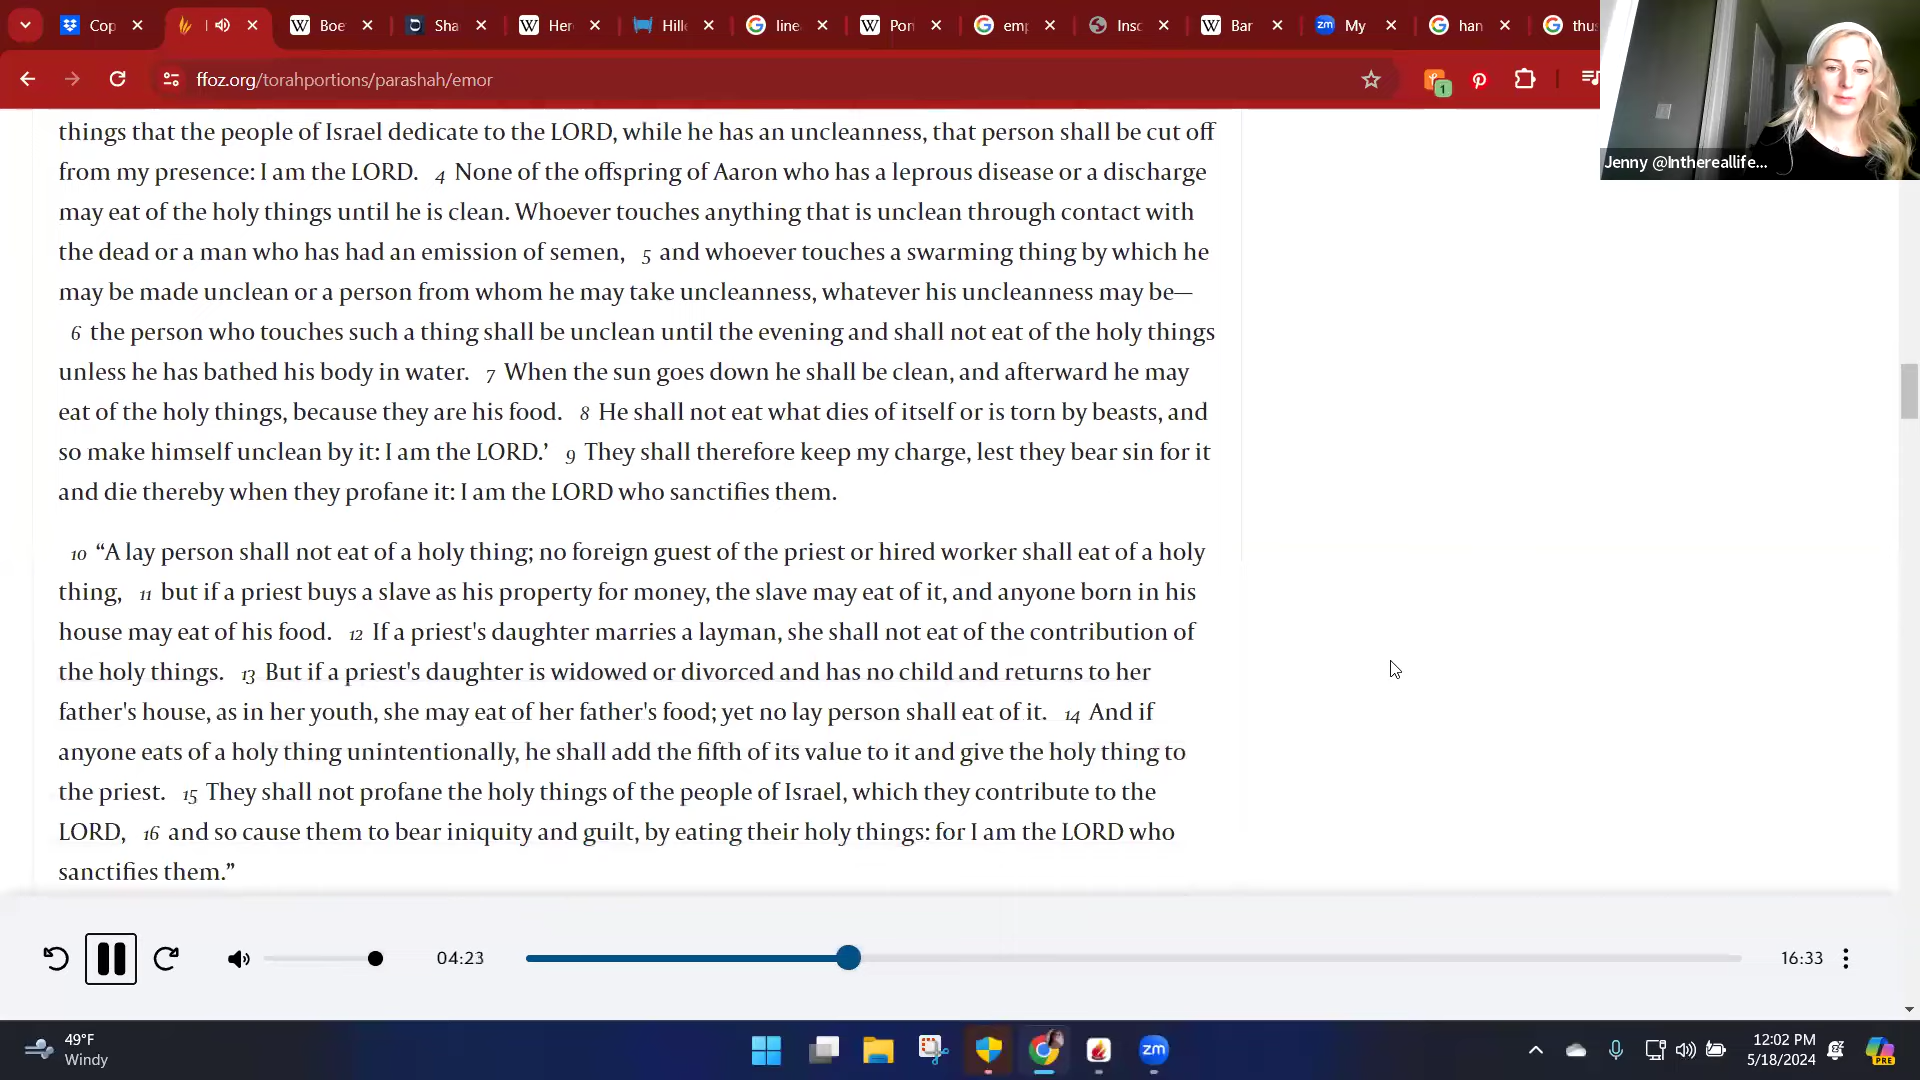 Cop
Boe
Sha
Her
Hille
line
Pon
emp
Insc
Bar
My
han
thus
ffoz.org/torahportions/parashah/emor
1
Jenny @Inthereallife...
things that the people of Israel dedicate to the LORD, while he has an uncleanness, that person shall be cut off
from my presence: I am the LORD. 4 None of the offspring of Aaron who has a leprous disease or a discharge
may eat of the holy things until he is clean. Whoever touches anything that is unclean through contact with
the dead or a man who has had an emission of semen, 5 and whoever touches a swarming thing by which he
may be made unclean or a person from whom he may take uncleanness, whatever his uncleanness may be—
6 the person who touches such a thing shall be unclean until the evening and shall not eat of the holy things
unless he has bathed his body in water. 7 When the sun goes down he shall be clean, and afterward he may
eat of the holy things, because they are his food. 8 He shall not eat what dies of itself or is torn by beasts, and
so make himself unclean by it: I am the LORD.’ 9 They shall therefore keep my charge, lest they bear sin for it
and die thereby when they profane it: I am the LORD who sanctifies them.
10 “A lay person shall not eat of a holy thing; no foreign guest of the priest or hired worker shall eat of a holy
thing, 11 but if a priest buys a slave as his property for money, the slave may eat of it, and anyone born in his
house may eat of his food. 12 If a priest's daughter marries a layman, she shall not eat of the contribution of
the holy things. 13 But if a priest's daughter is widowed or divorced and has no child and returns to her
father's house, as in her youth, she may eat of her father's food; yet no lay person shall eat of it. 14 And if
anyone eats of a holy thing unintentionally, he shall add the fifth of its value to it and give the holy thing to
the priest. 15 They shall not profane the holy things of the people of Israel, which they contribute to the
LORD, 16 and so cause them to bear iniquity and guilt, by eating their holy things: for I am the LORD who
sanctifies them.”
04:23
16:33
49°F
Windy
zm
12:02 PM
5/18/2024
PRE